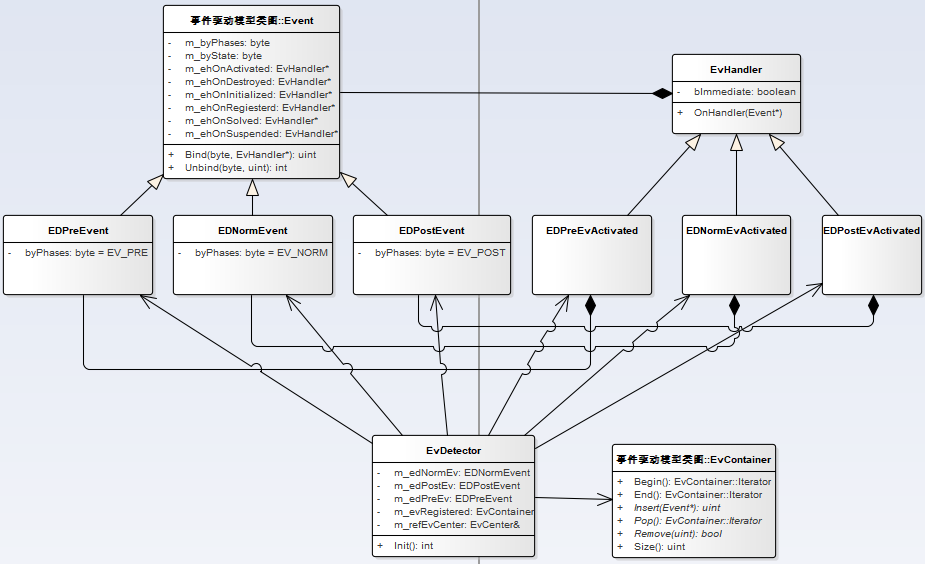 事件驱动模型类图::Event
- m_byPhases: byte
- m_byState: byte
- m_ehOnActivated: EvHandler*
- m_ehOnDestroyed: EvHandler*
- m_ehOnInitialized: EvHandler*
- m_ehOnRegiesterd: EvHandler*
- m_ehOnSolved: EvHandler*
- m_ehOnSuspended: EvHandler*
+ Bind(byte, EvHandler*): uint
+ Unbind(byte, uint): int
EvHandler
- bImmediate: boolean
+ OnHandler(Event*)
EDPreEvent
- byPhases: byte = EV_PRE
EDNormEvent
- byPhases: byte = EV_NORM
EDPostEvent
- byPhases: byte = EV_POST
EDPreEvActivated
EDNormEvActivated
EDPostEvActivated
EvDetector
- m_edNormEv: EDNormEvent
- m_edPostEv: EDPostEvent
- m_edPreEv: EDPreEvent
- m_evRegistered: EvContainer
- m_refEvCenter: EvCenter&
+ Init(): int
事件驱动模型类图::EvContainer
+ Begin(): EvContainer::Iterator
+ End(): EvContainer::Iterator
+ Insert(Event*): uint
+ Pop(): EvContainer::Iterator
+ Remove(uint): bool
+ Size(): uint